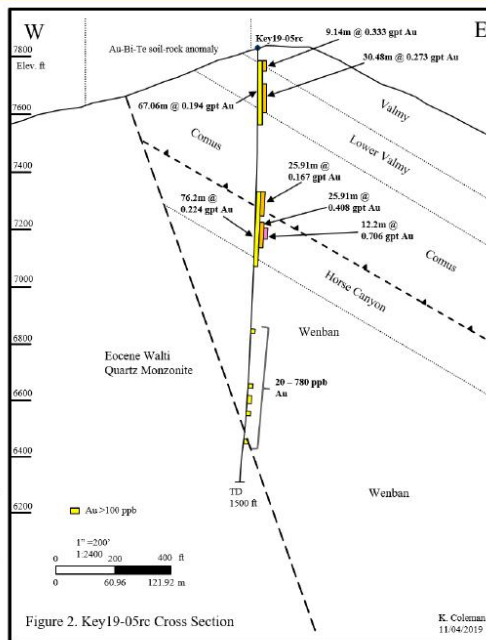 W
E
Key19-05rc
9.14m @
0.333 gpt Au
Au-Bi-Te soil-rock anomaly
7800
Elev. ft
30.48m @ 0.273 gpt Au
67.06m @ 0.194 gpt Au
Valmy
7600
Lower Valmy
Comus
7400
25.91m @
0.167 gpt Au
76.2m @
0.224 gpt Au
25.91m @
0.408 gpt Au
12.2m @
0.706 gpt Au
7200
Comus
7000
Horse Canyon
6800
Wenban
Eocene Walti
Quartz Monzonite
20 – 780 ppb
Au
6600
6400
TD
1500 ft
Wenban
6200
Au >100 ppb
1" =200'
1:2400
0 200 400 ft
0 60.96 121.92 m
Figure 2. Key19-05rc Cross Section
K. Coleman
11/04/2019